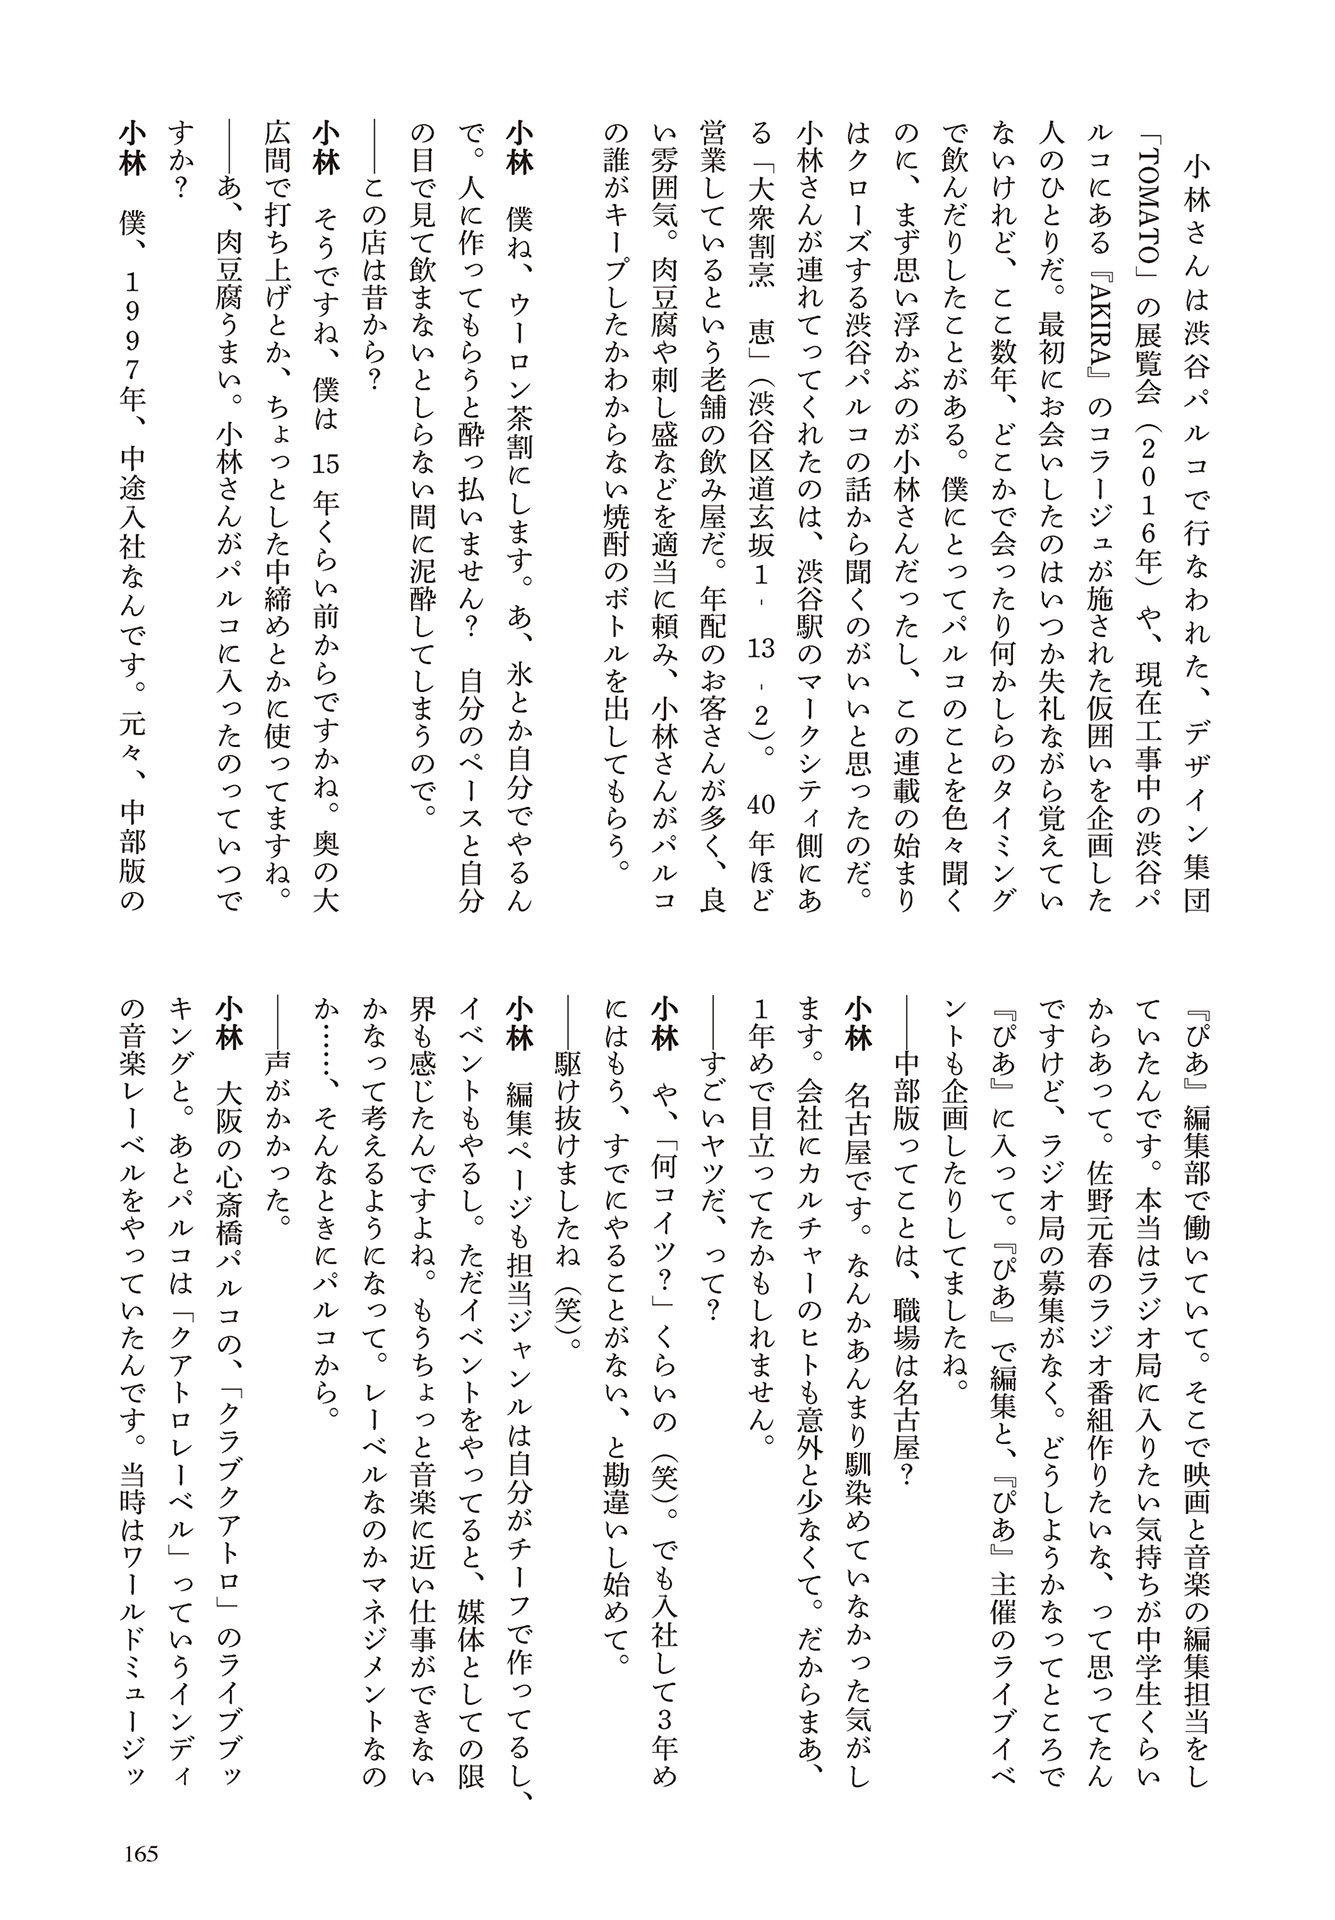 小林さんは渋谷パルコで行なわれた、デザイン集団
「TOMATO」の展覧会（2016年）や、現在工事中の渋谷パ
ルコにある『AKIRA』のコラージュが施された仮囲いを企画した
人のひとりだ。最初にお会いしたのはいつか失礼ながら覚えてい
ないけれど、ここ数年、どこかで会ったり何かしらのタイミング
で飲んだりしたことがある。僕にとってパルコのことを色々聞く
のに、まず思い浮かぶのが小林さんだったし、この連載の始まり
はクローズする渋谷パルコの話から聞くのがいいと思ったのだ。
小林さんが連れてってくれたのは、渋谷駅のマークシティ側にあ
る「大衆割烹　恵」（渋谷区道玄坂1-13-2）。40年ほど
営業しているという老舗の飲み屋だ。年配のお客さんが多く、良
い雰囲気。肉豆腐や刺し盛などを適当に頼み、小林さんがパルコ
の誰がキープしたかわからない焼酎のボトルを出してもらう。
小林　僕ね、ウーロン茶割にします。あ、氷とか自分でやるん
で。人に作ってもらうと酔っ払いません？　自分のペースと自分
の目で見て飲まないとしらない間に泥酔してしまうので。
――この店は昔から？
小林　そうですね、僕は15年くらい前からですかね。奥の大
広間で打ち上げとか、ちょっとした中締めとかに使ってますね。
――あ、肉豆腐うまい。小林さんがパルコに入ったのっていつで
すか？
小林　僕、1997年、中途入社なんです。元々、中部版の
『ぴあ』編集部で働いていて。そこで映画と音楽の編集担当をし
ていたんです。本当はラジオ局に入りたい気持ちが中学生くらい
からあって。佐野元春のラジオ番組作りたいな、って思ってたん
ですけど、ラジオ局の募集がなく。どうしようかなってところで
『ぴあ』に入って。『ぴあ』で編集と、『ぴあ』主催のライブイベ
ントも企画したりしてましたね。
――中部版ってことは、職場は名古屋？
小林　名古屋です。なんかあんまり馴染めていなかった気がし
ます。会社にカルチャーのヒトも意外と少なくて。だからまあ、
1年めで目立ってたかもしれません。
――すごいヤツだ、って？
小林　や、「何コイツ？」くらいの（笑）。でも入社して3年め
にはもう、すでにやることがない、と勘違いし始めて。
――駆け抜けましたね（笑）。
小林　編集ページも担当ジャンルは自分がチーフで作ってるし、
イベントもやるし。ただイベントをやってると、媒体としての限
界も感じたんですよね。もうちょっと音楽に近い仕事ができない
かなって考えるようになって。レーベルなのかマネジメントなの
か……、そんなときにパルコから。
――声がかかった。
小林　大阪の心斎橋パルコの、「クラブクアトロ」のライブブッ
キングと。あとパルコは「クアトロレーベル」っていうインディ
の音楽レーベルをやっていたんです。当時はワールドミュージッ
165